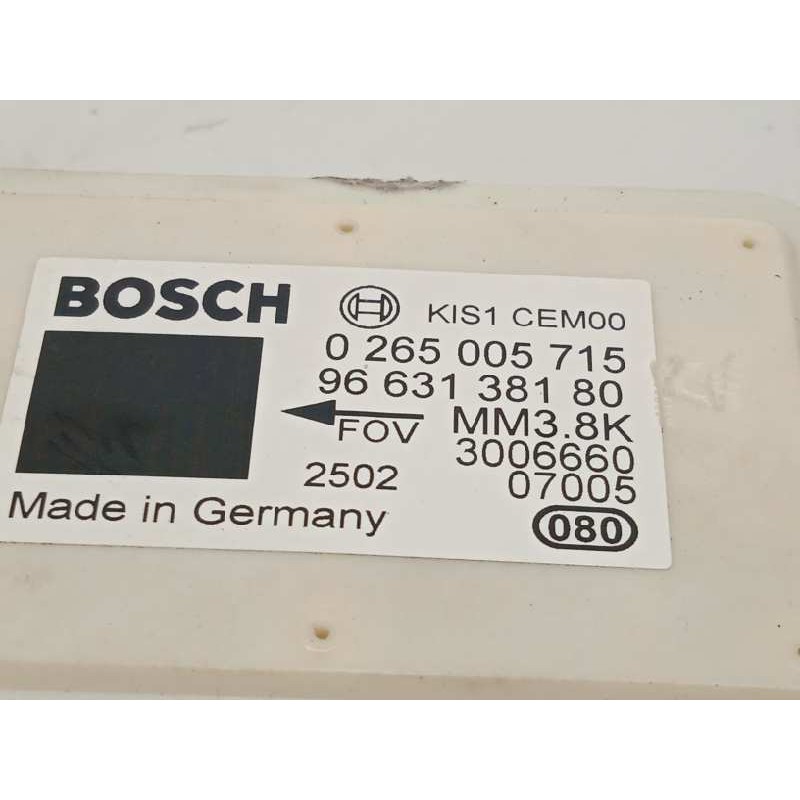 BOSCH KIS1 CEM00
0 265 005 715
96 631 381 80
FOV MM3.8K
3006660
2502 07005
Made in Germany 080